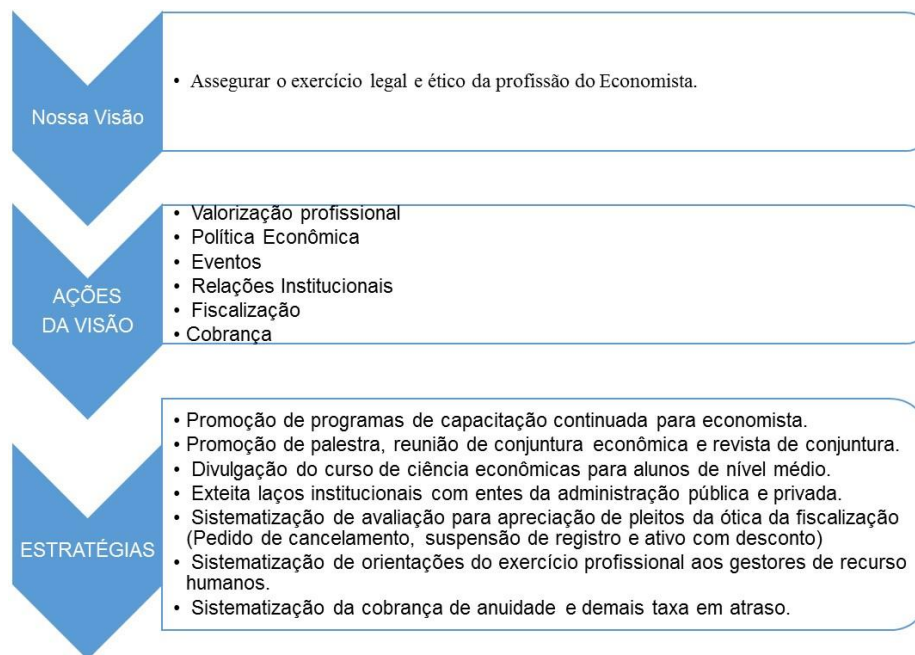 Nossa Visão
• Assegurar o exercício legal e ético da profissão do Economista.
AÇÕES
DA VISÃO
• Valorização profissional
• Política Econômica
• Eventos
• Relações Institucionais
• Fiscalização
• Cobrança
ESTRATÉGIAS
• Promoção de programas de capacitação continuada para economista.
• Promoção de palestra, reunião de conjuntura econômica e revista de conjuntura.
• Divulgação do curso de ciência econômicas para alunos de nível médio.
• Exteita laços institucionais com entes da administração pública e privada.
• Sistematização de avaliação para apreciação de pleitos da ótica da fiscalização
(Pedido de cancelamento, suspensão de registro e ativo com desconto)
• Sistematização de orientações do exercício profissional aos gestores de recurso
humanos.
• Sistematização da cobrança de anuidade e demais taxa em atraso.